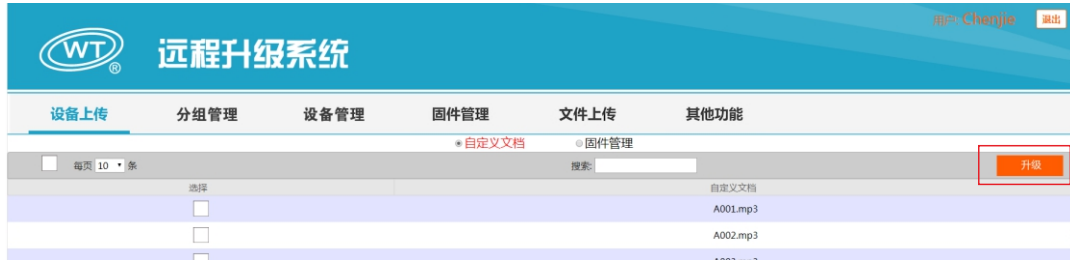 用户: Chenjie 退出
WT® 远程升级系统
设备上传 分组管理 设备管理 固件管理 文件上传 其他功能
自定义文档 固件管理
每页 10 条 搜索: 升级
选择 自定义文档
A001.mp3
A002.mp3